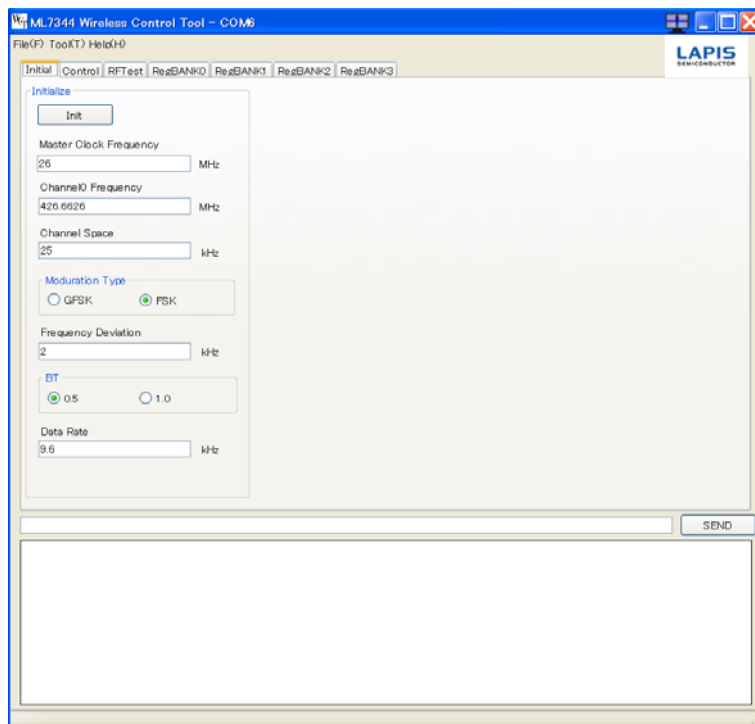 ML7344 Wireless Control Tool - COM6
File(F) Tool(T) Help(H)
LAPIS
SEMICONDUCTOR
Initial Control RFTest RegBANK0 RegBANK1 RegBANK2 RegBANK3
Initialize
Init
Master Clock Frequency
26 MHz
Channel0 Frequency
426.6626 MHz
Channel Space
25 kHz
Moduration Type
GFSK FSK
Frequency Deviation
2 kHz
BT
0.5 1.0
Data Rate
9.6 kHz
SEND